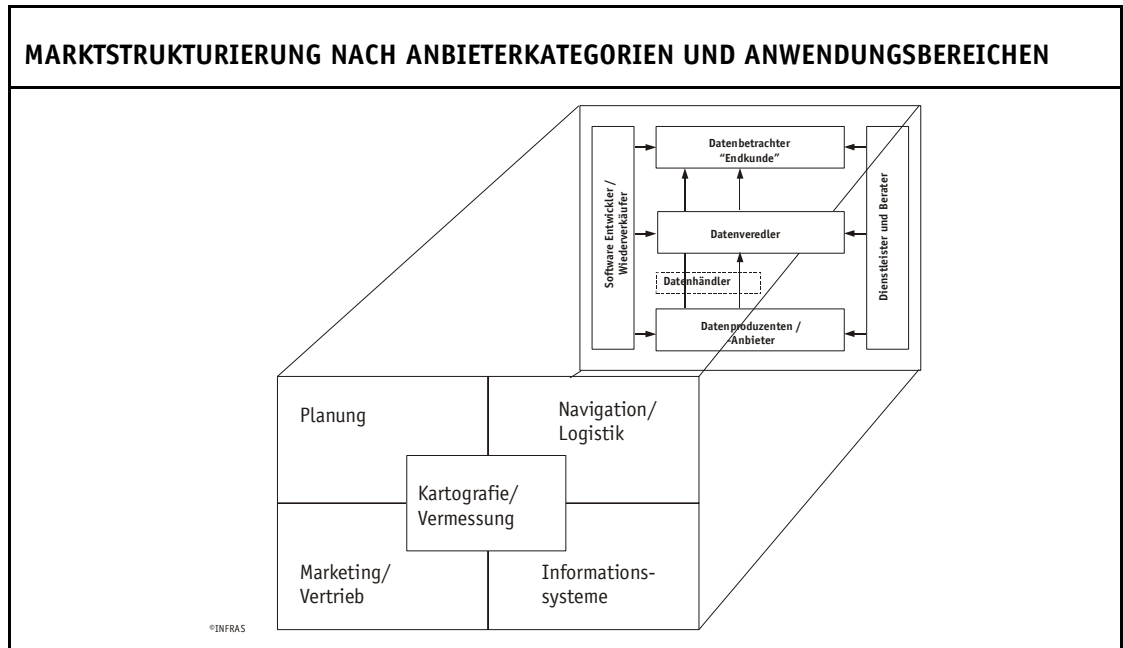 MARKTSTRUKTURIERUNG NACH ANBIETERKATEGORIEN UND ANWENDUNGSBEREICHEN
Software Entwickler /
Wiederverkäufer
Datenbetrachter
“Endkunde”
Datenveredler
Datenhändler
Datenproduzenten /
-Anbieter
Dienstleister und Berater
Planung
Navigation/
Logistik
Kartografie/
Vermessung
Marketing/
Vertrieb
Informations-
systeme
©INFRAS